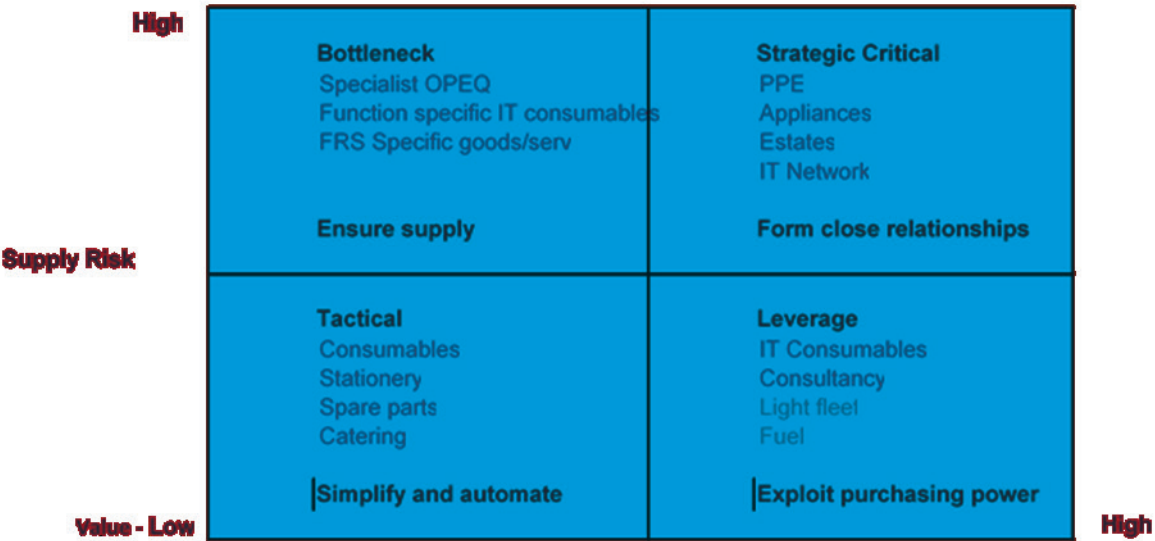 High
Bottleneck
Specialist OPEQ
Function specific IT consumables
FRS Specific goods/serv
Ensure supply
Strategic Critical
PPE
Appliances
Estates
IT Network
Form close relationships
Supply Risk
Tactical
Consumables
Stationery
Spare parts
Catering
Simplify and automate
Leverage
IT Consumables
Consultancy
Light fleet
Fuel
Exploit purchasing power
Value - Low
High